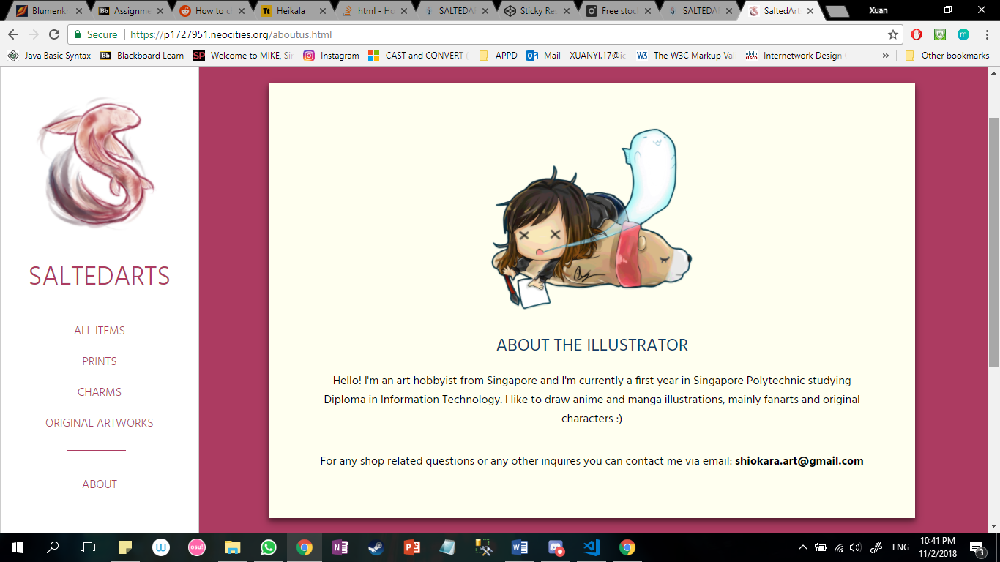 Blumenkr
Assignme
How to c
Heikala
html - Ho
SALTEDA
Sticky Res
Free stoc
SALTEDA
SaltedArt
Xuan
Secure
https://p1727951.neocities.org/aboutus.html
Java Basic Syntax
Blackboard Learn
Welcome to MIKE, Sin
Instagram
CAST and CONVERT (
APPD
Mail – XUANYI.17@ic
The W3C Markup Vali
Internetwork Design
»
Other bookmarks
SALTEDARTS
ALL ITEMS
PRINTS
CHARMS
ORIGINAL ARTWORKS
ABOUT
ABOUT THE ILLUSTRATOR
Hello! I'm an art hobbyist from Singapore and I'm currently a first year in Singapore Polytechnic studying
Diploma in Information Technology. I like to draw anime and manga illustrations, mainly fanarts and original
characters :)
For any shop related questions or any other inquires you can contact me via email: shiokara.art@gmail.com
osu!
ENG
10:41 PM
11/2/2018
3